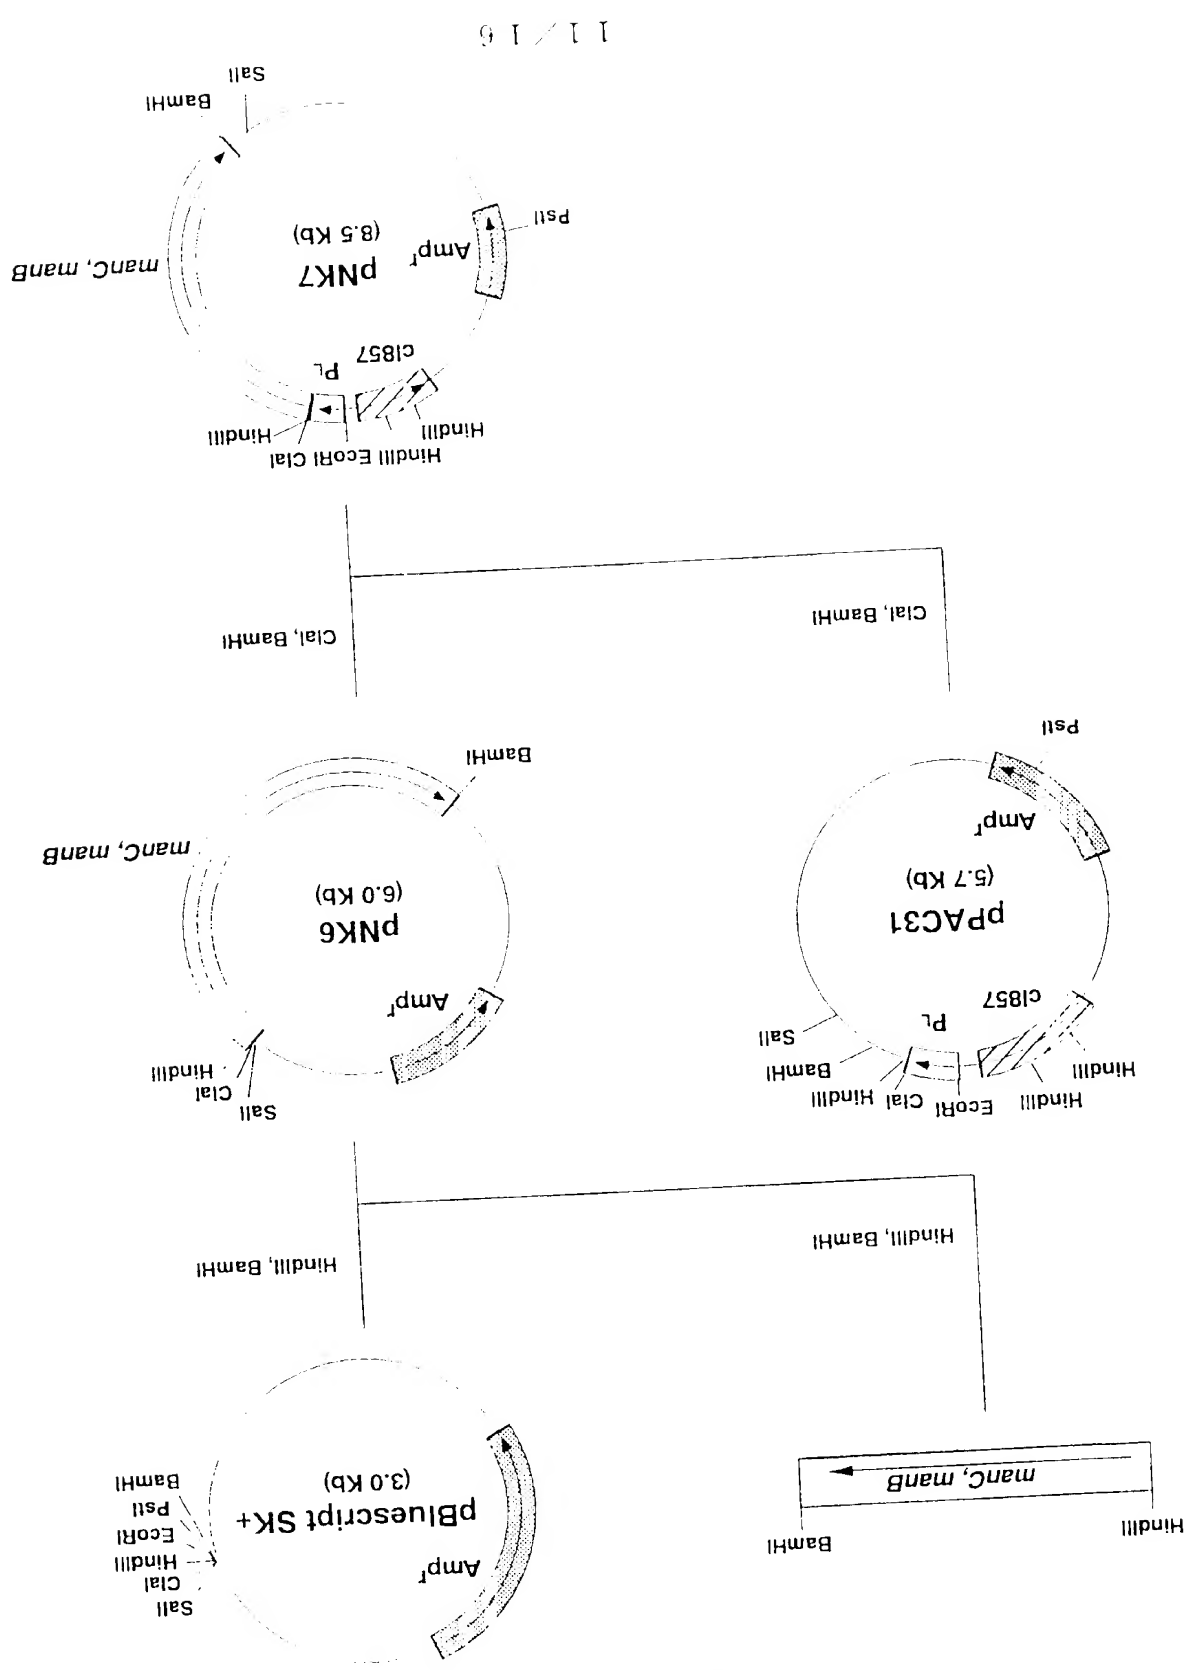 HindIII
BamHI
manC, manB
Amp^r
pBluescript SK+
(3.0 Kb)
SalI
ClaI
HindIII
EcoRI
PstI
BamHI
HindIII, BamHI
HindIII, BamHI
HindIII
HindIII
EcoRI
ClaI
HindIII
BamHI
SalI
cI857
P_L
pPAC31
(5.7 Kb)
Amp^r
PstI
SalI
ClaI
HindIII
Amp^r
pNK6
(6.0 Kb)
manC, manB
BamHI
ClaI, BamHI
ClaI, BamHI
HindIII
HindIII EcoRI ClaI
HindIII
cI857
P_L
pNK7
(8.5 Kb)
Amp^r
PstI
manC, manB
BamHI
SalI
11/16